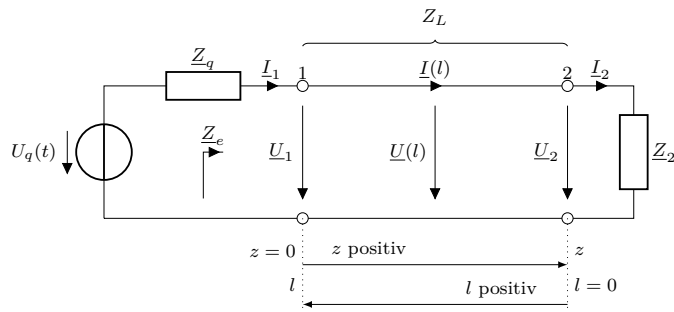 Z_L
Z_q
I_1
1
I(l)
2
I_2
U_q(t)
Z_e
U_1
U(l)
U_2
Z_2
z = 0
z positiv
z
l
l positiv
l = 0